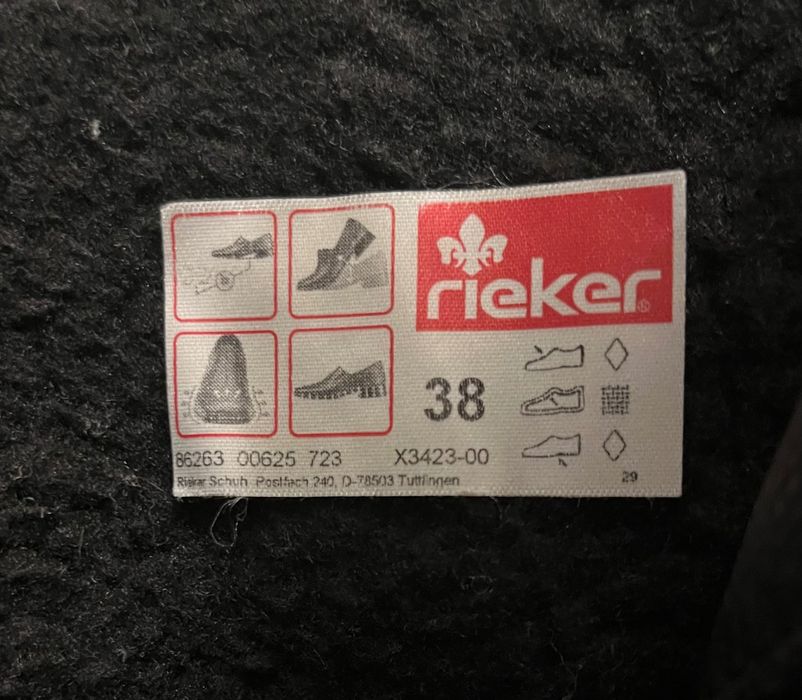 rieker®
38
86263 00625 723 X3423-00
Rieker Schuh Postfach 240, D-78503 Tuttlingen
29